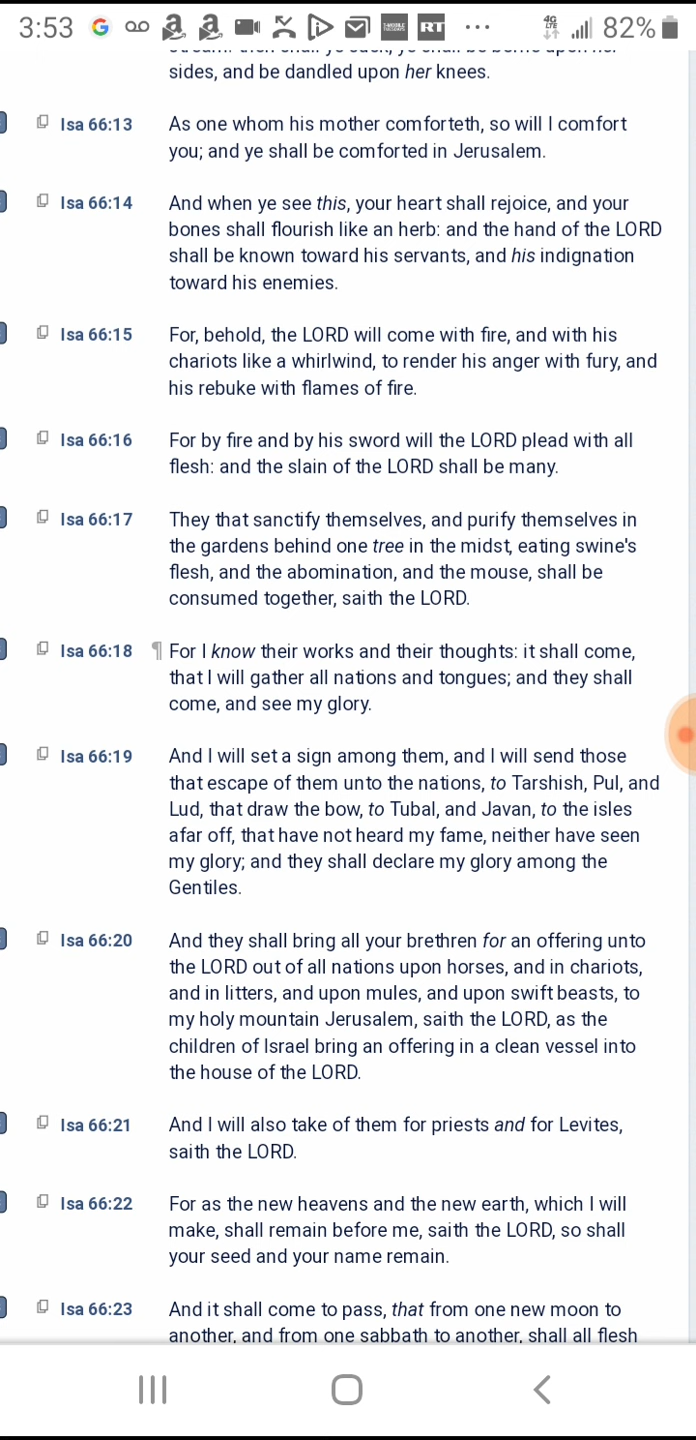 3:53 RT ... 4G LTE 82%
sides, and be dandled upon her knees.
Isa 66:13 As one whom his mother comforteth, so will I comfort
you; and ye shall be comforted in Jerusalem.
Isa 66:14 And when ye see this, your heart shall rejoice, and your
bones shall flourish like an herb: and the hand of the LORD
shall be known toward his servants, and his indignation
toward his enemies.
Isa 66:15 For, behold, the LORD will come with fire, and with his
chariots like a whirlwind, to render his anger with fury, and
his rebuke with flames of fire.
Isa 66:16 For by fire and by his sword will the LORD plead with all
flesh: and the slain of the LORD shall be many.
Isa 66:17 They that sanctify themselves, and purify themselves in
the gardens behind one tree in the midst, eating swine's
flesh, and the abomination, and the mouse, shall be
consumed together, saith the LORD.
Isa 66:18 ¶ For I know their works and their thoughts: it shall come,
that I will gather all nations and tongues; and they shall
come, and see my glory.
Isa 66:19 And I will set a sign among them, and I will send those
that escape of them unto the nations, to Tarshish, Pul, and
Lud, that draw the bow, to Tubal, and Javan, to the isles
afar off, that have not heard my fame, neither have seen
my glory; and they shall declare my glory among the
Gentiles.
Isa 66:20 And they shall bring all your brethren for an offering unto
the LORD out of all nations upon horses, and in chariots,
and in litters, and upon mules, and upon swift beasts, to
my holy mountain Jerusalem, saith the LORD, as the
children of Israel bring an offering in a clean vessel into
the house of the LORD.
Isa 66:21 And I will also take of them for priests and for Levites,
saith the LORD.
Isa 66:22 For as the new heavens and the new earth, which I will
make, shall remain before me, saith the LORD, so shall
your seed and your name remain.
Isa 66:23 And it shall come to pass, that from one new moon to
another, and from one sabbath to another, shall all flesh